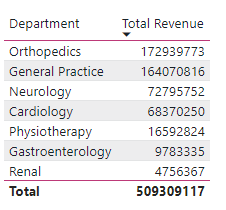 Department Total Revenue
Orthopedics 172939773
General Practice 164070816
Neurology 72795752
Cardiology 68370250
Physiotherapy 16592824
Gastroenterology 9783335
Renal 4756367
Total 509309117